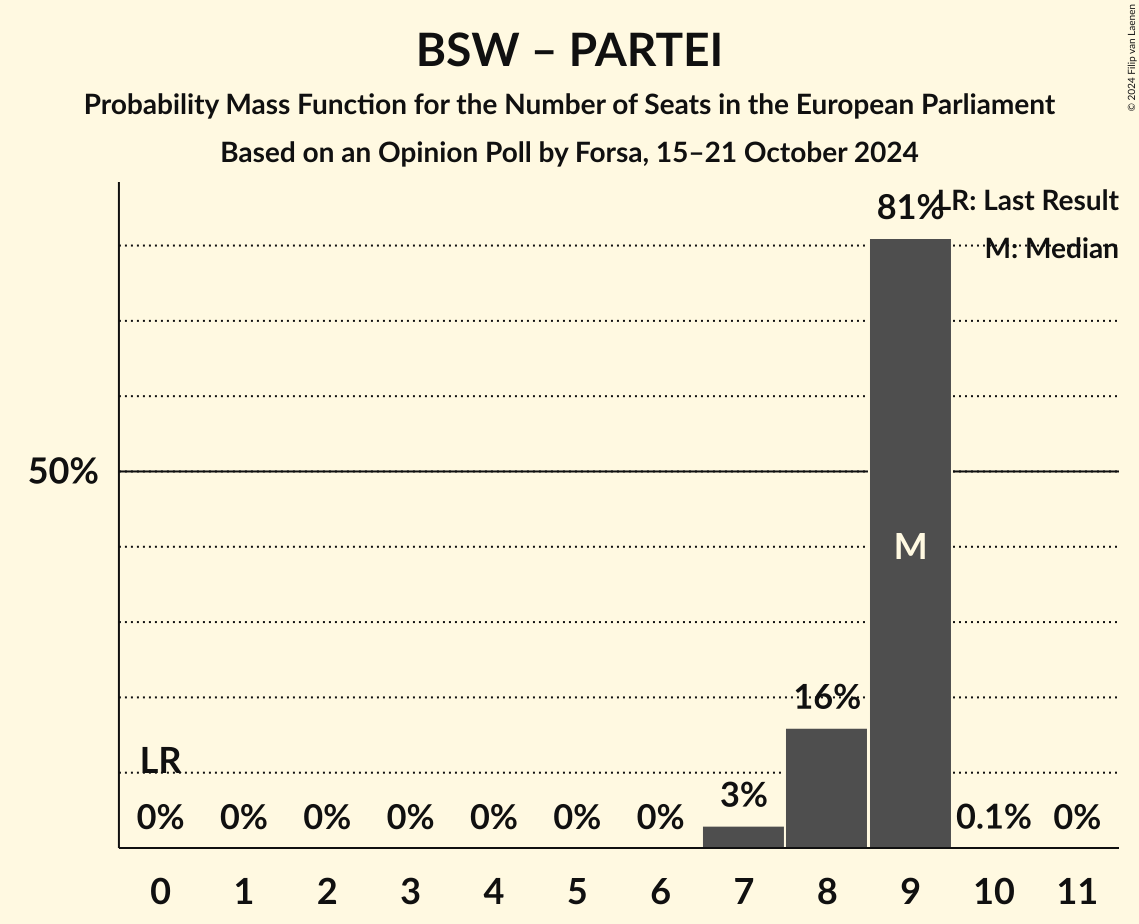 BSW – PARTEI
Probability Mass Function for the Number of Seats in the European Parliament
Based on an Opinion Poll by Forsa, 15–21 October 2024
© 2024 Filip van Laenen
LR: Last Result
M: Median
81%
50%
M
16%
LR
3%
0% 0% 0% 0% 0% 0% 0% 0.1% 0%
0 1 2 3 4 5 6 7 8 9 10 11